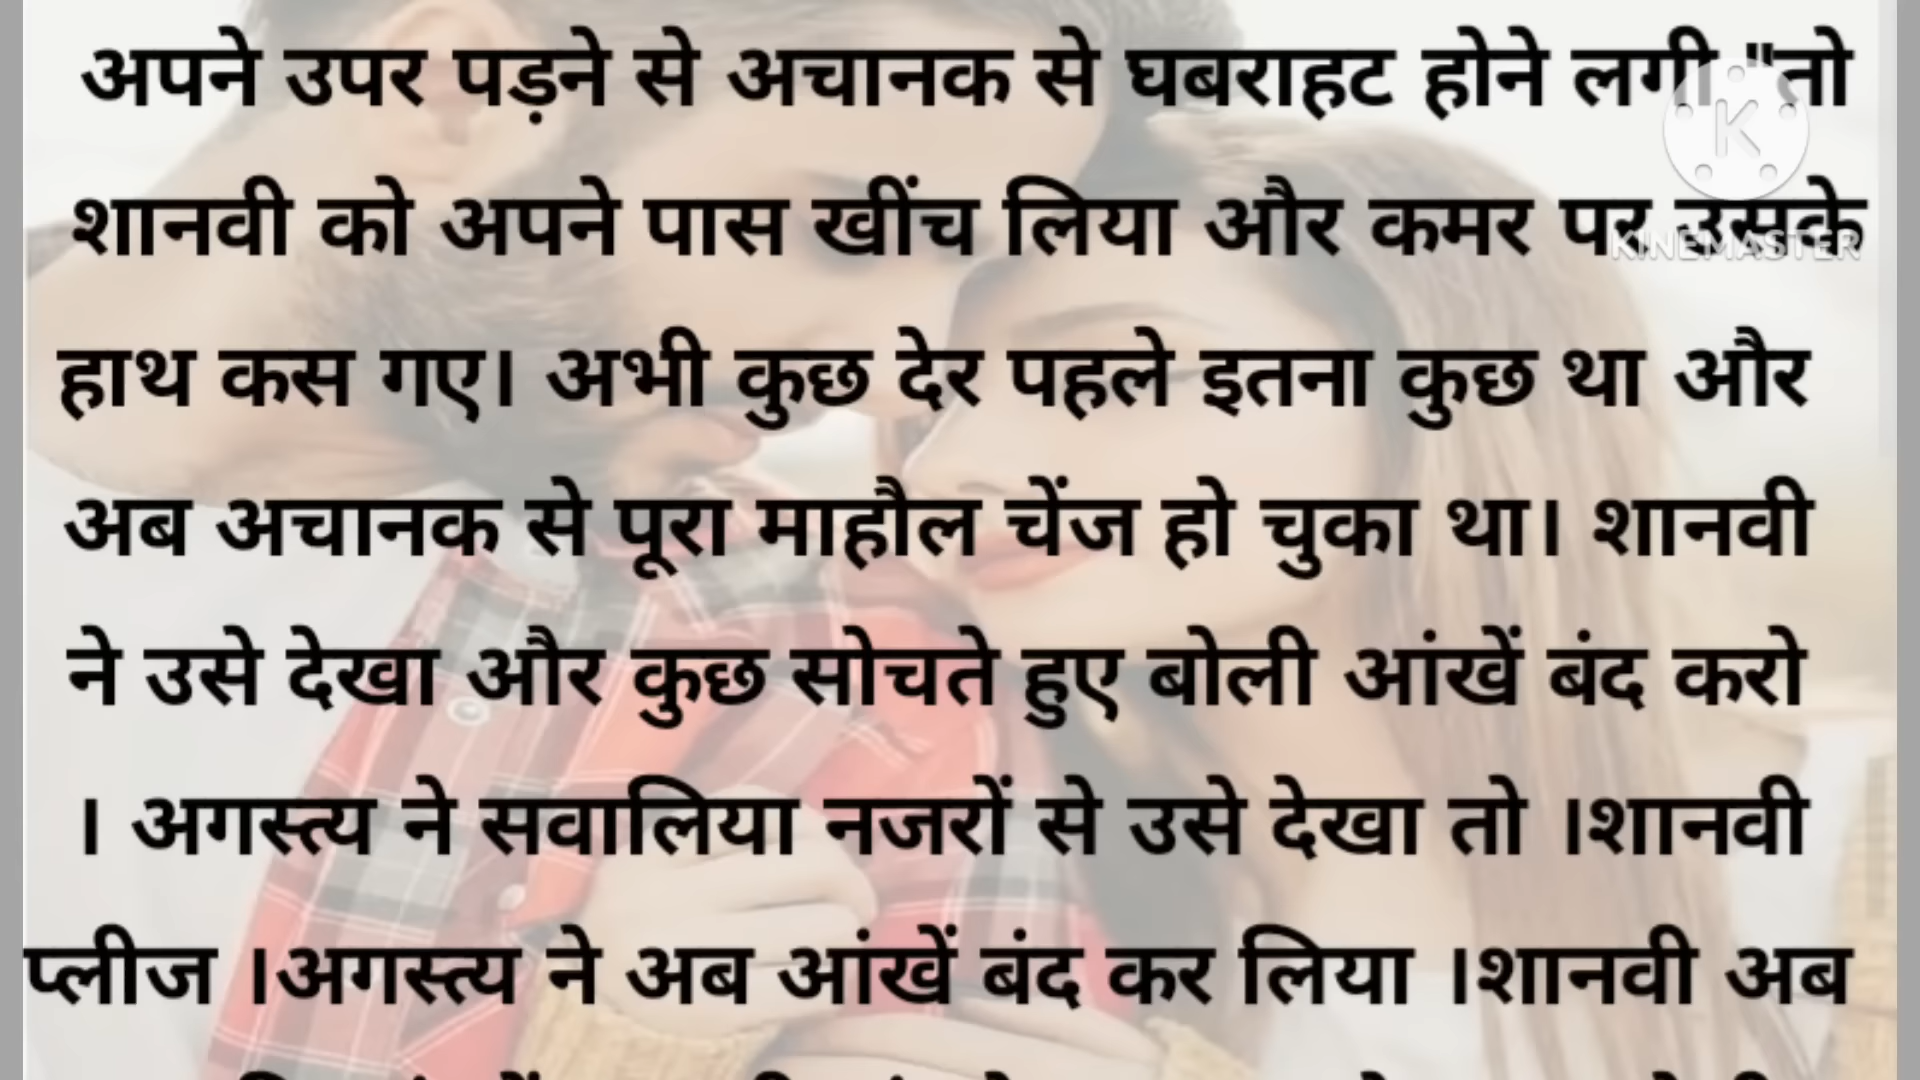 अपने उपर पड़ने से अचानक से घबराहट होने लगी "तो
शानवी को अपने पास खींच लिया और कमर पर उसके
KINEMASTER
हाथ कस गए। अभी कुछ देर पहले इतना कुछ था और
अब अचानक से पूरा माहौल चेंज हो चुका था। शानवी
ने उसे देखा और कुछ सोचते हुए बोली आंखें बंद करो
। अगस्त्य ने सवालिया नजरों से उसे देखा तो ।शानवी
प्लीज ।अगस्त्य ने अब आंखें बंद कर लिया ।शानवी अब